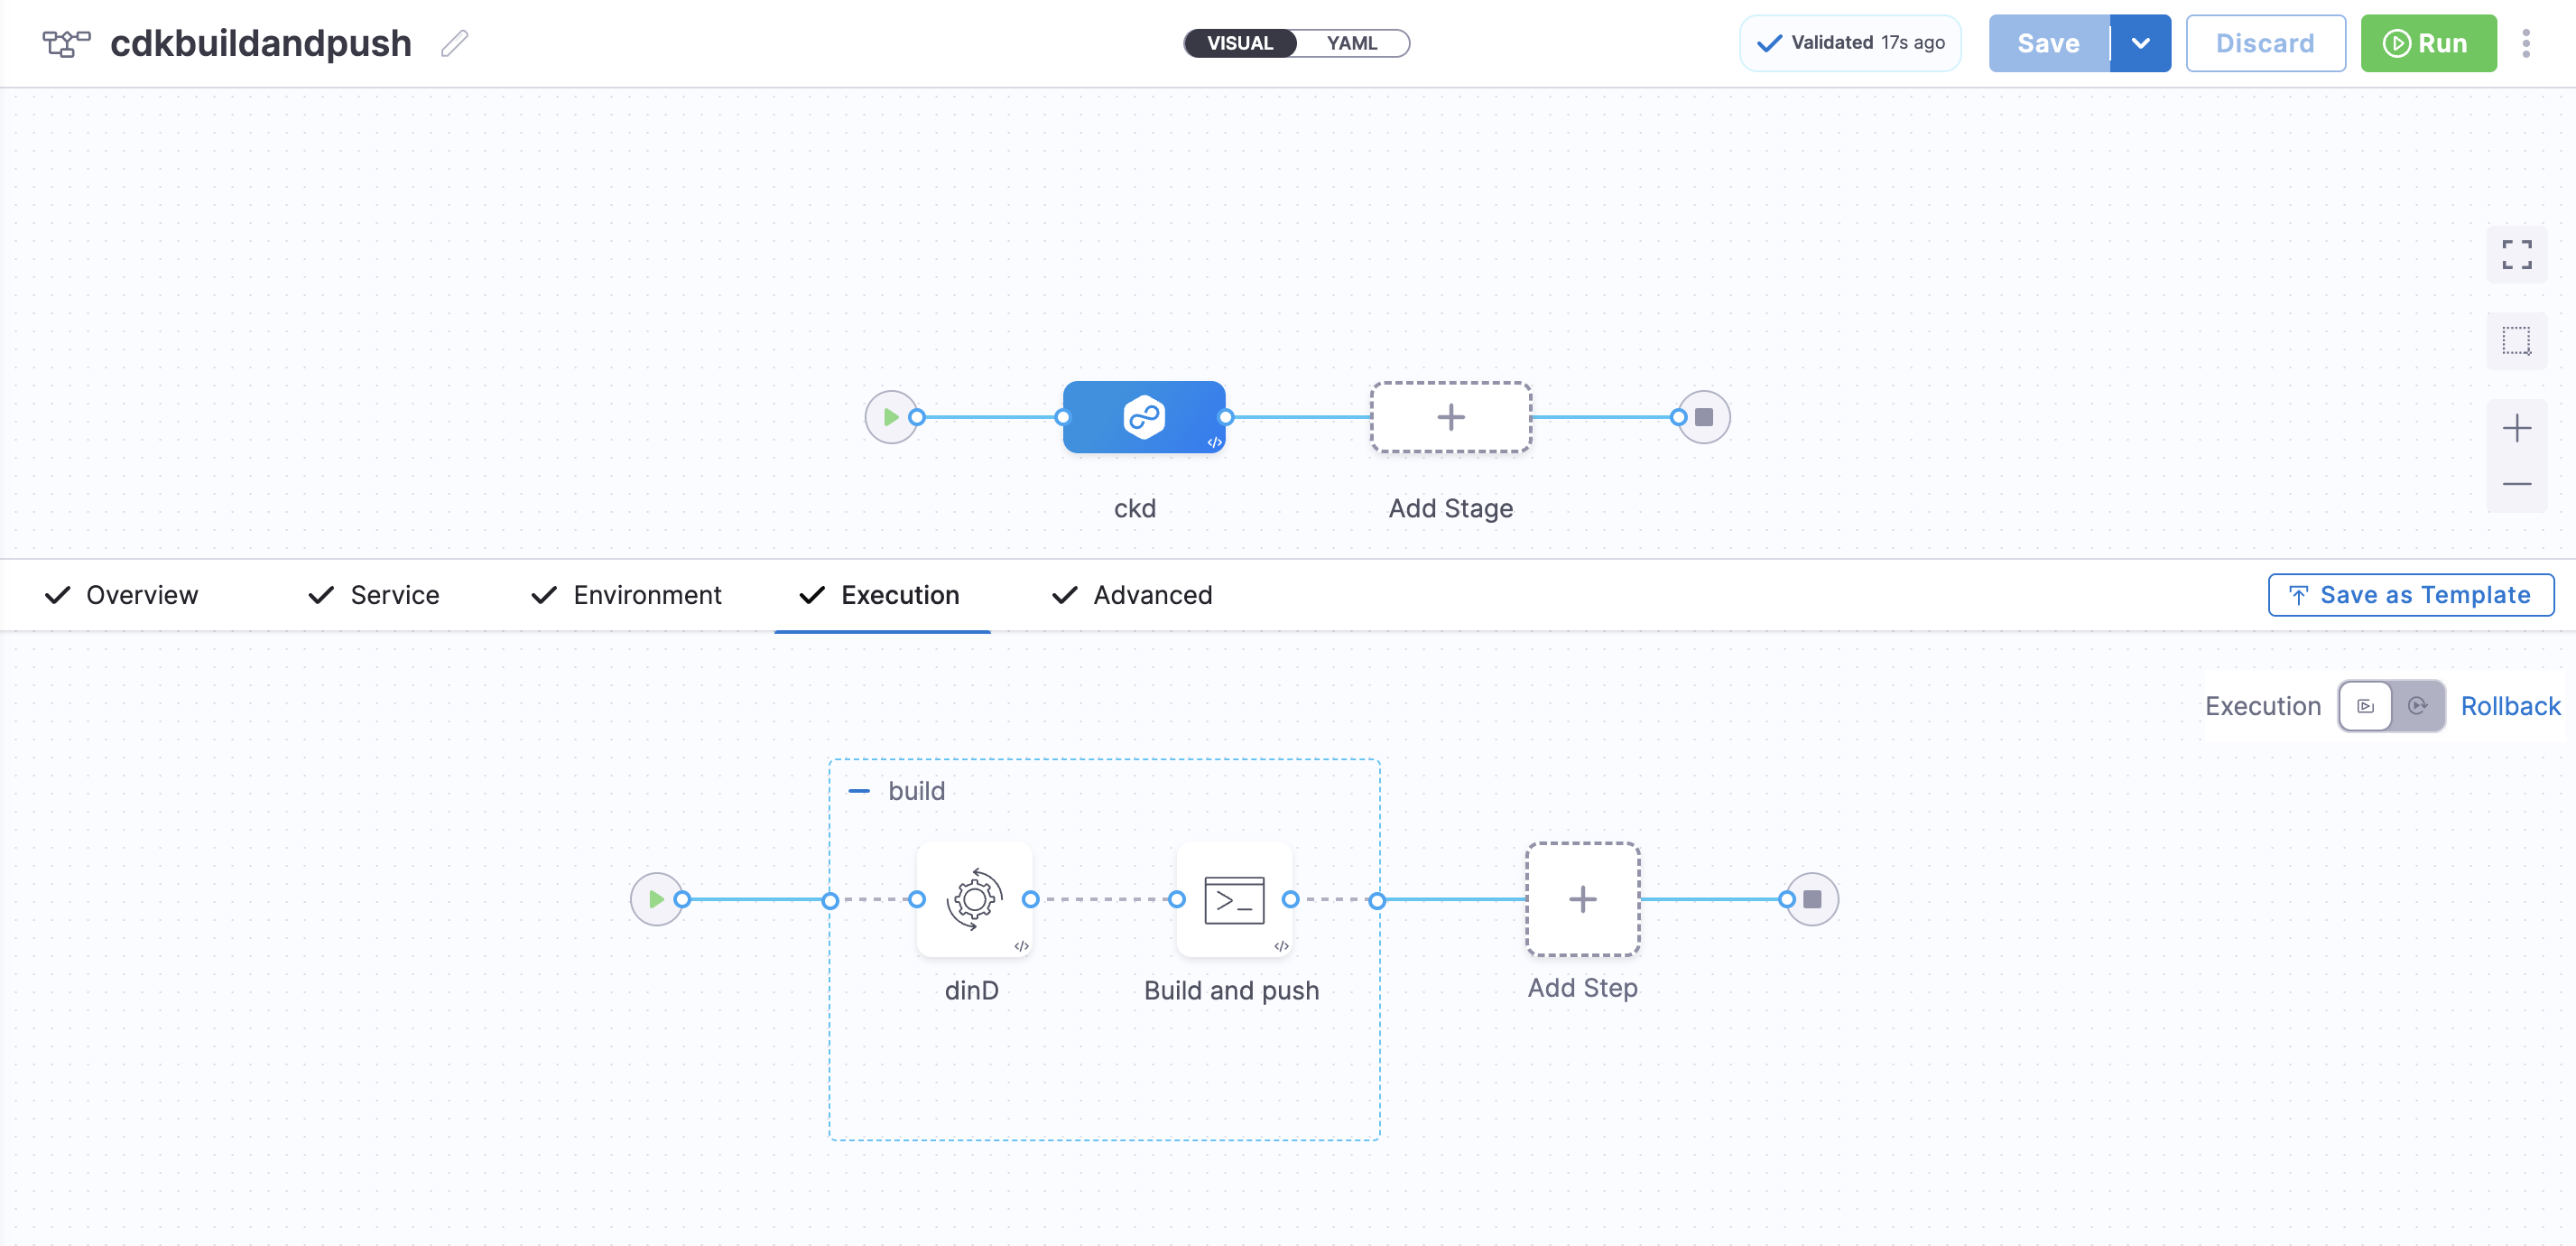 cdkbuildandpush
VISUAL YAML
Validated 17s ago
Save
Discard
Run
</>
ckd
Add Stage
Overview
Service
Environment
Execution
Advanced
Save as Template
Execution
Rollback
build
>_
</>
</>
dinD
Build and push
Add Step